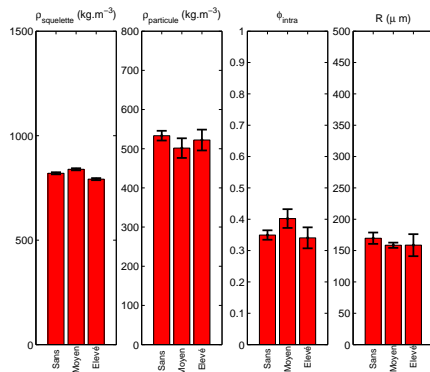 ρsquelette (kg.m−3)
1500
1000
500
0
Sans
Moyen
Elevé
ρparticule (kg.m−3)
800
700
600
500
400
300
200
100
0
Sans
Moyen
Elevé
ϕintra
1
0.9
0.8
0.7
0.6
0.5
0.4
0.3
0.2
0.1
0
Sans
Moyen
Elevé
R (μ m)
500
450
400
350
300
250
200
150
100
50
0
Sans
Moyen
Elevé